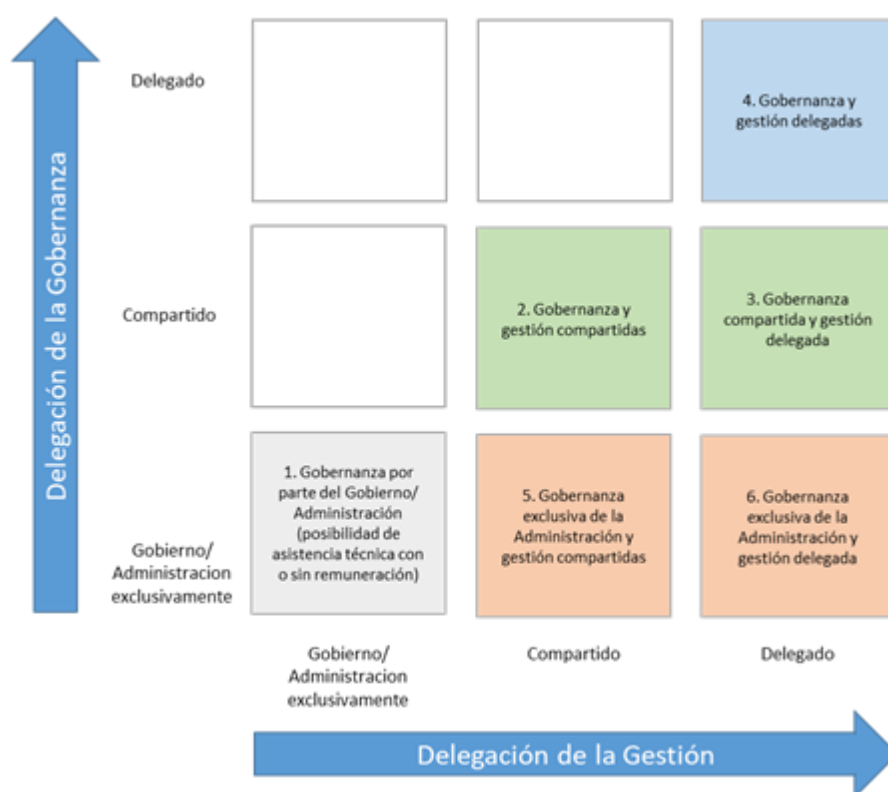 Delegación de la Gobernanza
Delegado
4. Gobernanza y
gestión delegadas
Compartido
2. Gobernanza y
gestión compartidas
3. Gobernanza
compartida y gestión
delegada
Gobierno/
Administracion
exclusivamente
1. Gobernanza por
parte del Gobierno/
Administración
(posibilidad de
asistencia técnica con
o sin remuneración)
5. Gobernanza
exclusiva de la
Administración y
gestión compartidas
6. Gobernanza
exclusiva de la
Administración y
gestión delegada
Gobierno/
Administracion
exclusivamente
Compartido
Delegado
Delegación de la Gestión